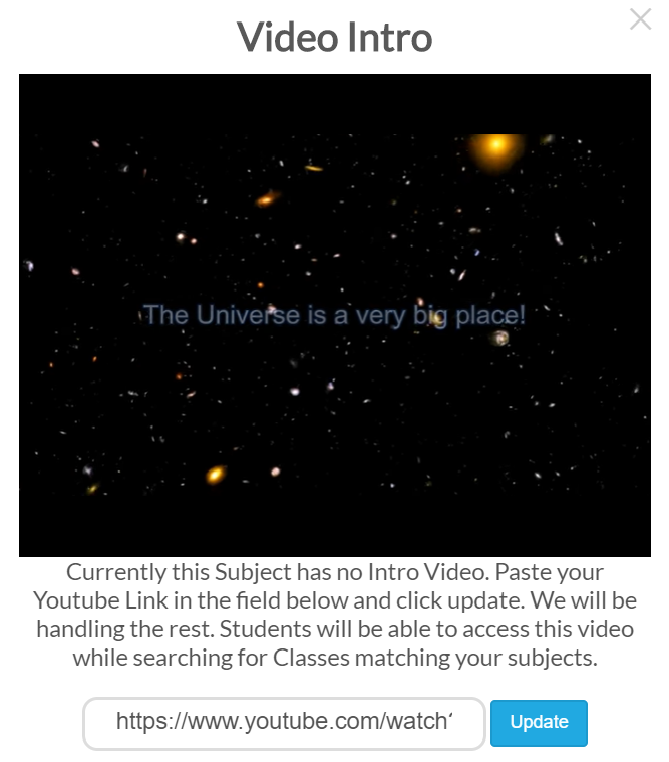 Video Intro
The Universe is a very big place!
Currently this Subject has no Intro Video. Paste your
Youtube Link in the field below and click update. We will be
handling the rest. Students will be able to access this video
while searching for Classes matching your subjects.
https://www.youtube.com/watch
Update